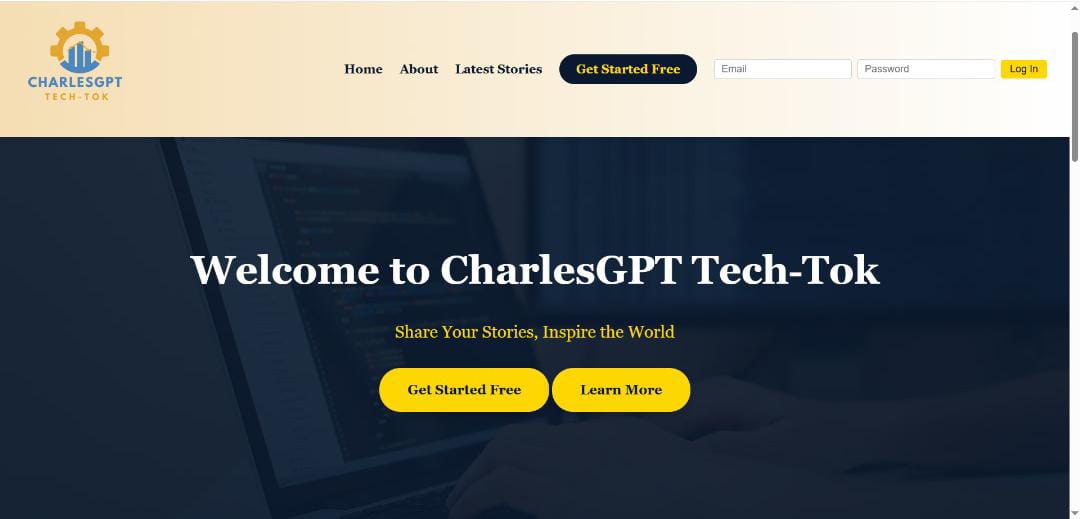 CHARLESGPT
TECH-TOK
Home About Latest Stories Get Started Free Email Password Log In
Welcome to CharlesGPT Tech-Tok
Share Your Stories, Inspire the World
Get Started Free Learn More